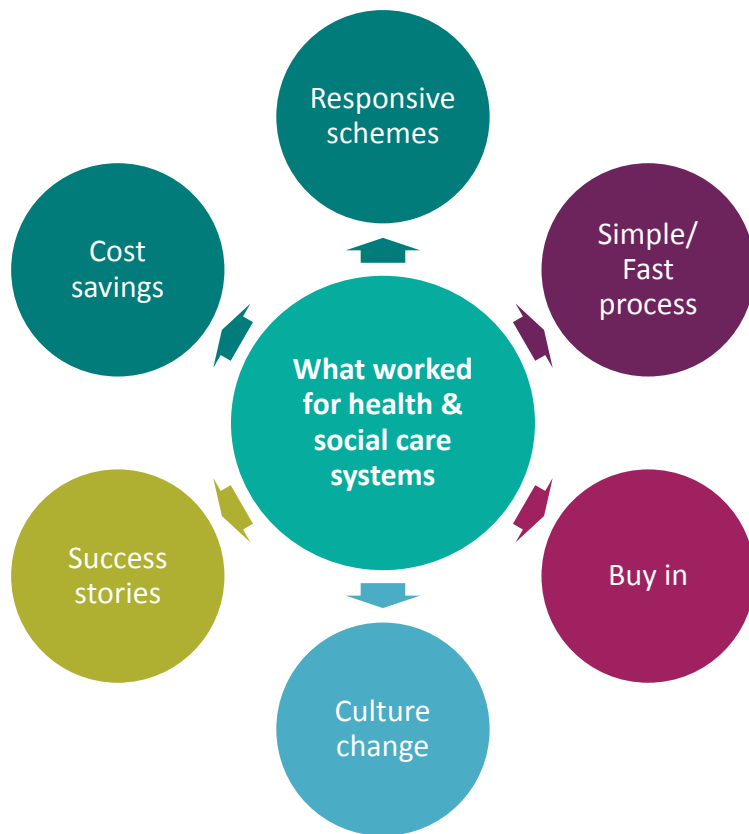 Responsive
schemes
Simple/
Fast
process
Buy in
Culture
change
Success
stories
Cost
savings
What worked
for health &
social care
systems